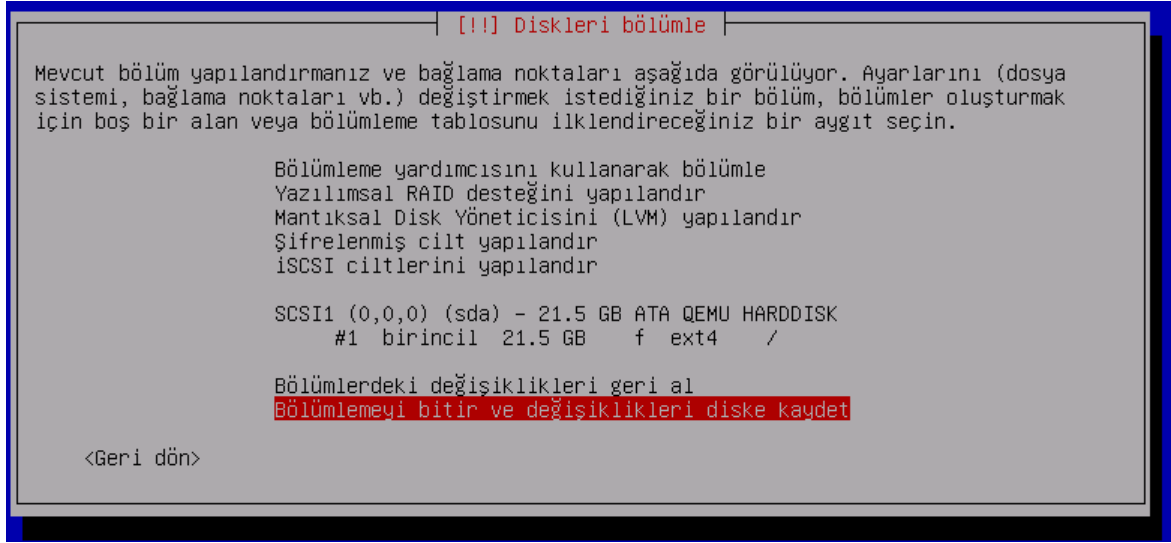 [!!] Diskleri bölümle
Mevcut bölüm yapılandırmanız ve bağlama noktaları aşağıda görülüyor. Ayarlarını (dosya
sistemi, bağlama noktaları vb.) değiştirmek istediğiniz bir bölüm, bölümler oluşturmak
için boş bir alan veya bölümleme tablosunu ilklendireceğiniz bir aygıt seçin.
Bölümleme yardımcısını kullanarak bölümle
Yazılımsal RAID desteğini yapılandır
Mantıksal Disk Yöneticisini (LVM) yapılandır
Şifrelenmiş cilt yapılandır
iSCSI ciltlerini yapılandır
SCSI1 (0,0,0) (sda) - 21.5 GB ATA QEMU HARDDISK
#1 birincil 21.5 GB f ext4 /
Bölümlerdeki değişiklikleri geri al
Bölümlemeyi bitir ve değişiklikleri diske kaydet
<Geri dön>